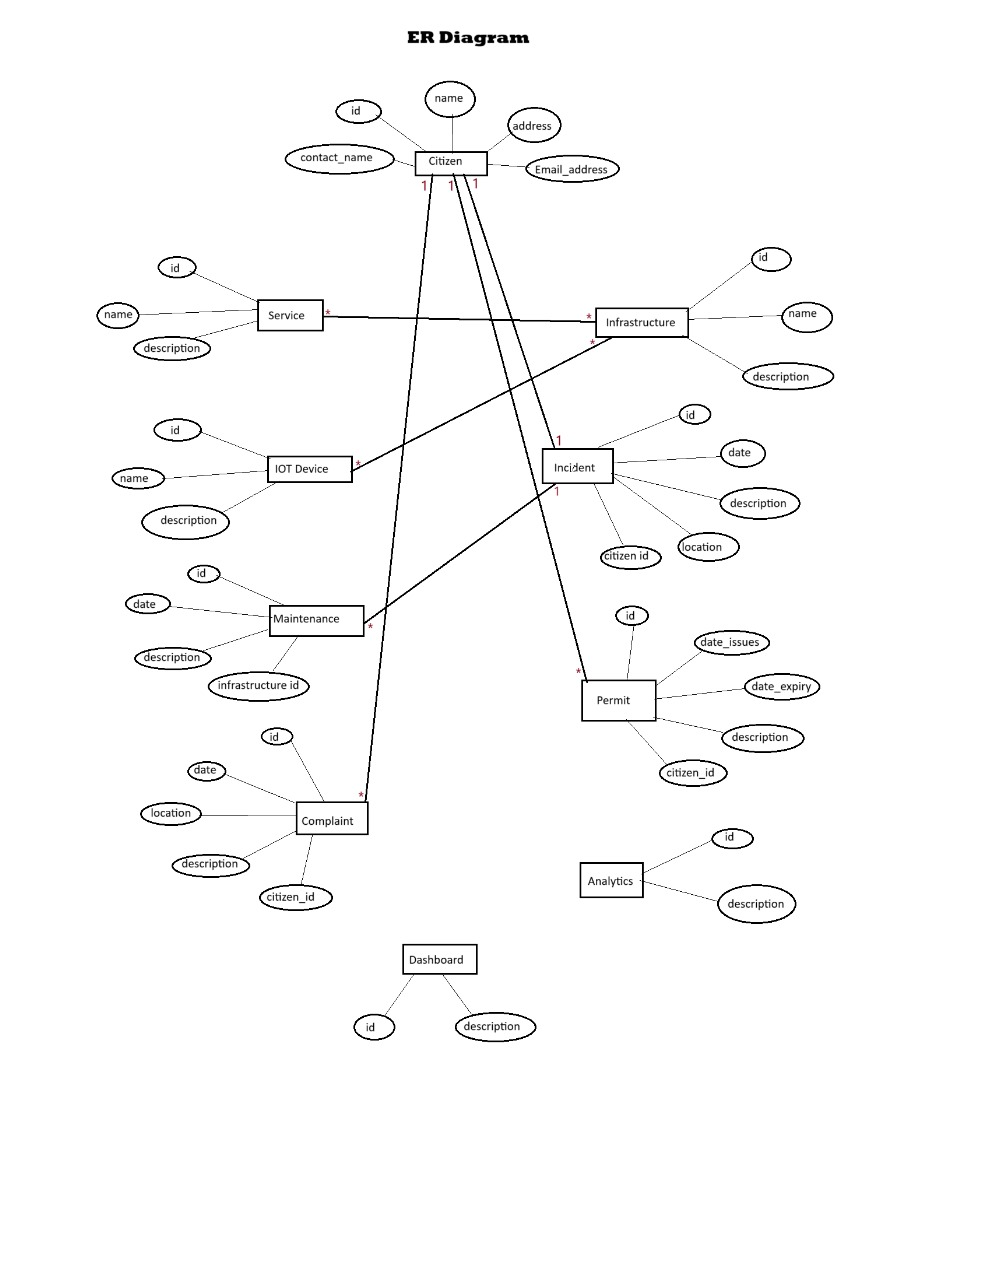 ER Diagram
name
id
address
contact_name
Citizen
Email_address
1
1
1
id
id
name
Service
*
*
Infrastructure
name
description
*
description
id
id
1
date
name
IOT Device
*
Incident
1
description
description
citizen id
location
id
date
Maintenance
*
id
description
date_issues
infrastructure id
*
Permit
date_expiry
id
description
date
citizen_id
*
location
Complaint
id
description
citizen_id
Analytics
description
Dashboard
id
description